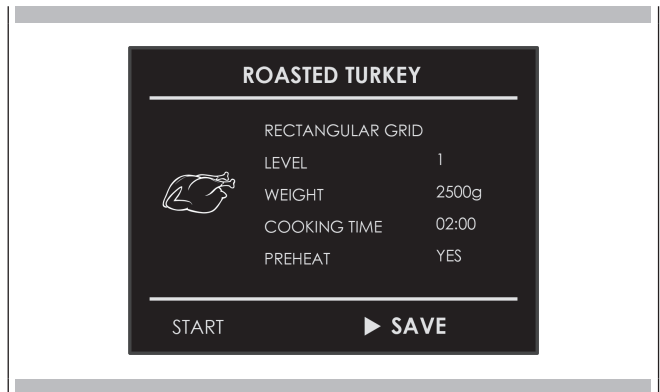 ROASTED TURKEY
RECTANGULAR GRID
LEVEL 1
WEIGHT 2500g
COOKING TIME 02:00
PREHEAT YES
START ▶ SAVE